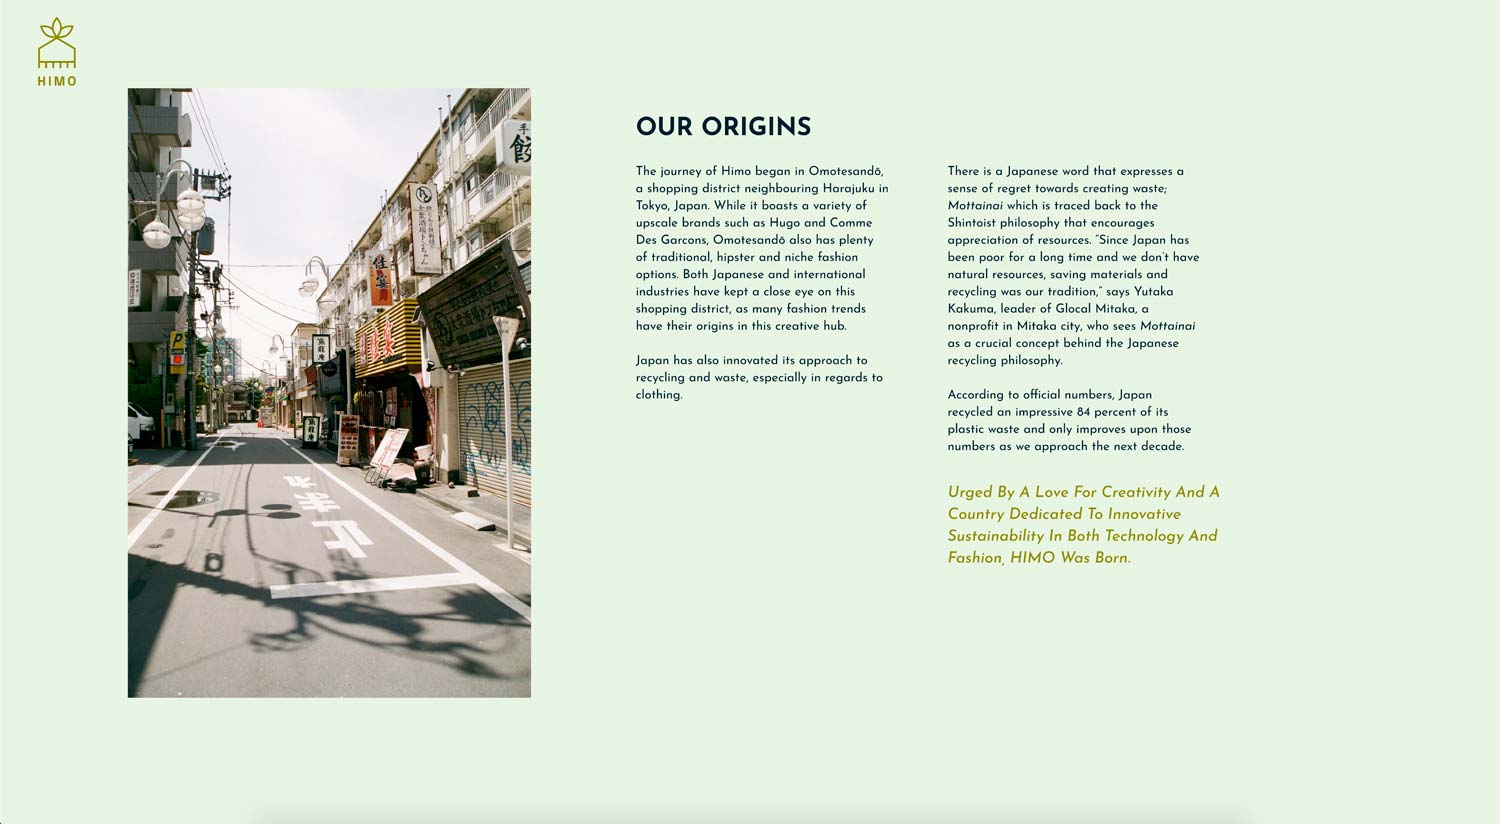 HIMO
OUR ORIGINS
The journey of Himo began in Omotesandō,
a shopping district neighbouring Harajuku in
Tokyo, Japan. While it boasts a variety of
upscale brands such as Hugo and Comme
Des Garcons, Omotesandō also has plenty
of traditional, hipster and niche fashion
options. Both Japanese and international
industries have kept a close eye on this
shopping district, as many fashion trends
have their origins in this creative hub.
Japan has also innovated its approach to
recycling and waste, especially in regards to
clothing.
There is a Japanese word that expresses a
sense of regret towards creating waste;
Mottainai which is traced back to the
Shintoist philosophy that encourages
appreciation of resources. “Since Japan has
been poor for a long time and we don’t have
natural resources, saving materials and
recycling was our tradition,” says Yutaka
Kakuma, leader of Glocal Mitaka, a
nonprofit in Mitaka city, who sees Mottainai
as a crucial concept behind the Japanese
recycling philosophy.
According to official numbers, Japan
recycled an impressive 84 percent of its
plastic waste and only improves upon those
numbers as we approach the next decade.
Urged By A Love For Creativity And A
Country Dedicated To Innovative
Sustainability In Both Technology And
Fashion, HIMO Was Born.
P
止まれ